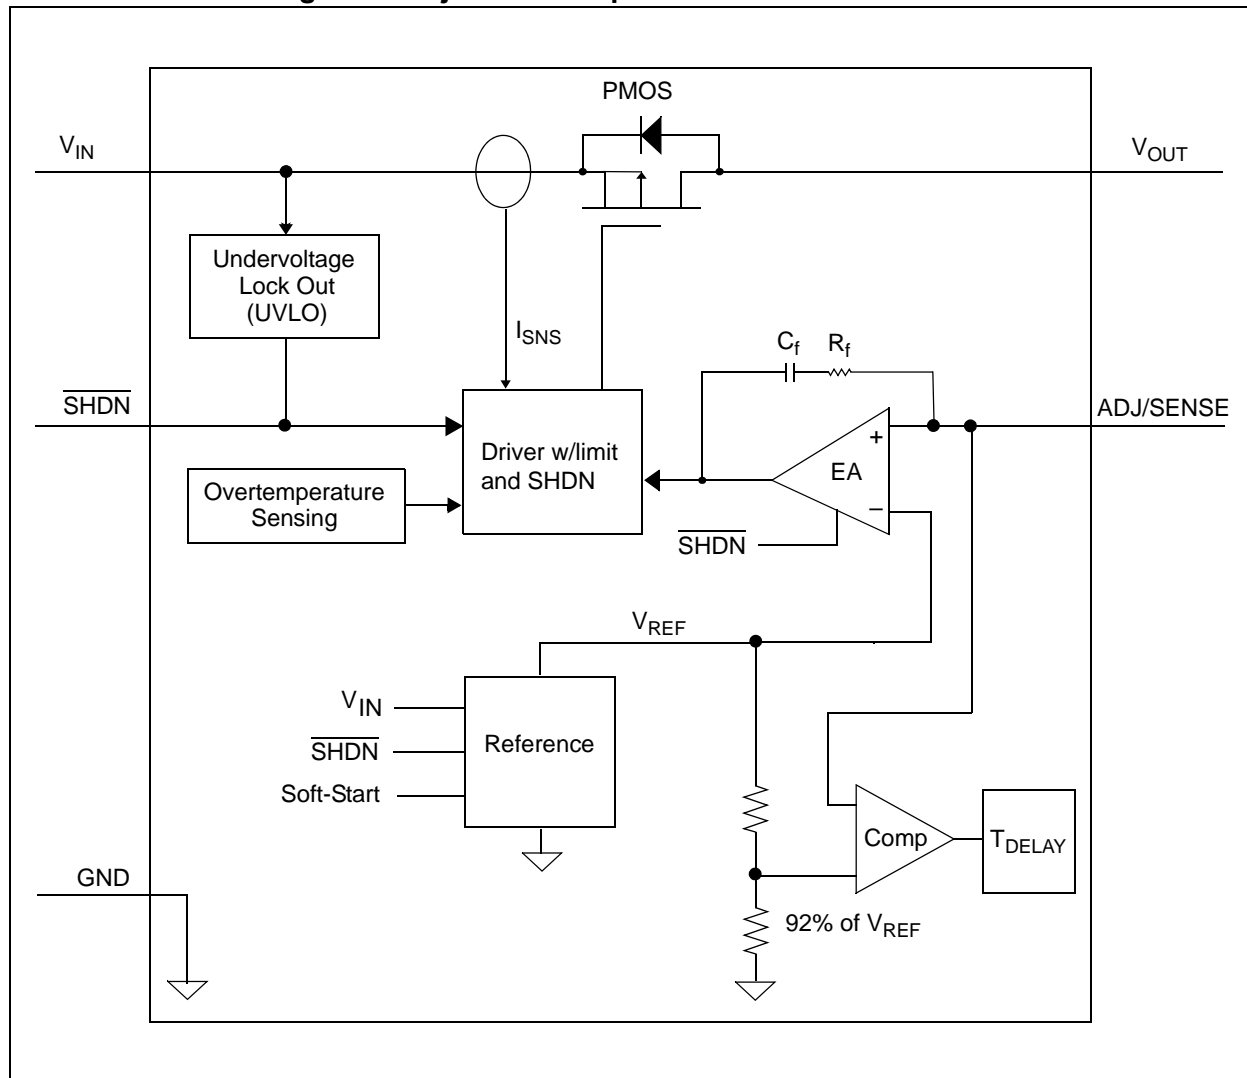 PMOS
V_IN
V_OUT
Undervoltage
Lock Out
(UVLO)
I_SNS
C_f
R_f
SHDN
ADJ/SENSE
Driver w/limit
and SHDN
+
EA
−
Overtemperature
Sensing
SHDN
V_REF
V_IN
SHDN
Soft-Start
Reference
Comp
T_DELAY
GND
92% of V_REF